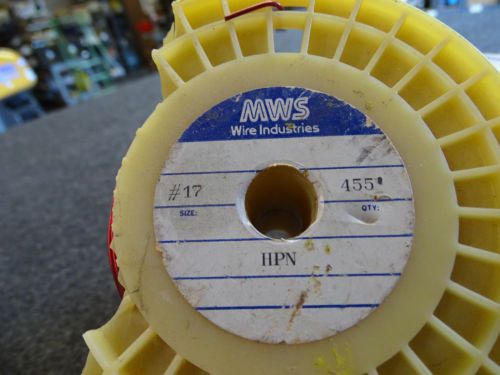 MWS
Wire Industries
#17 455'
SIZE: QTY:
HPN